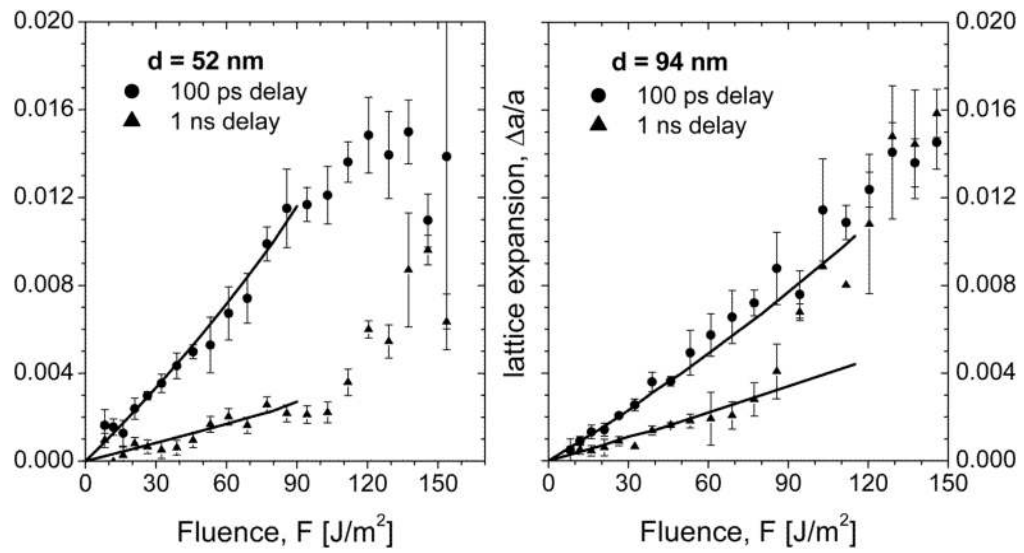 0.020
0.016
0.012
0.008
0.004
0.000
d = 52 nm
100 ps delay
1 ns delay
0 30 60 90 120 150
Fluence, F [J/m²]
lattice expansion, Δa/a
d = 94 nm
100 ps delay
1 ns delay
0 30 60 90 120 150
Fluence, F [J/m²]
0.020
0.016
0.012
0.008
0.004
0.000